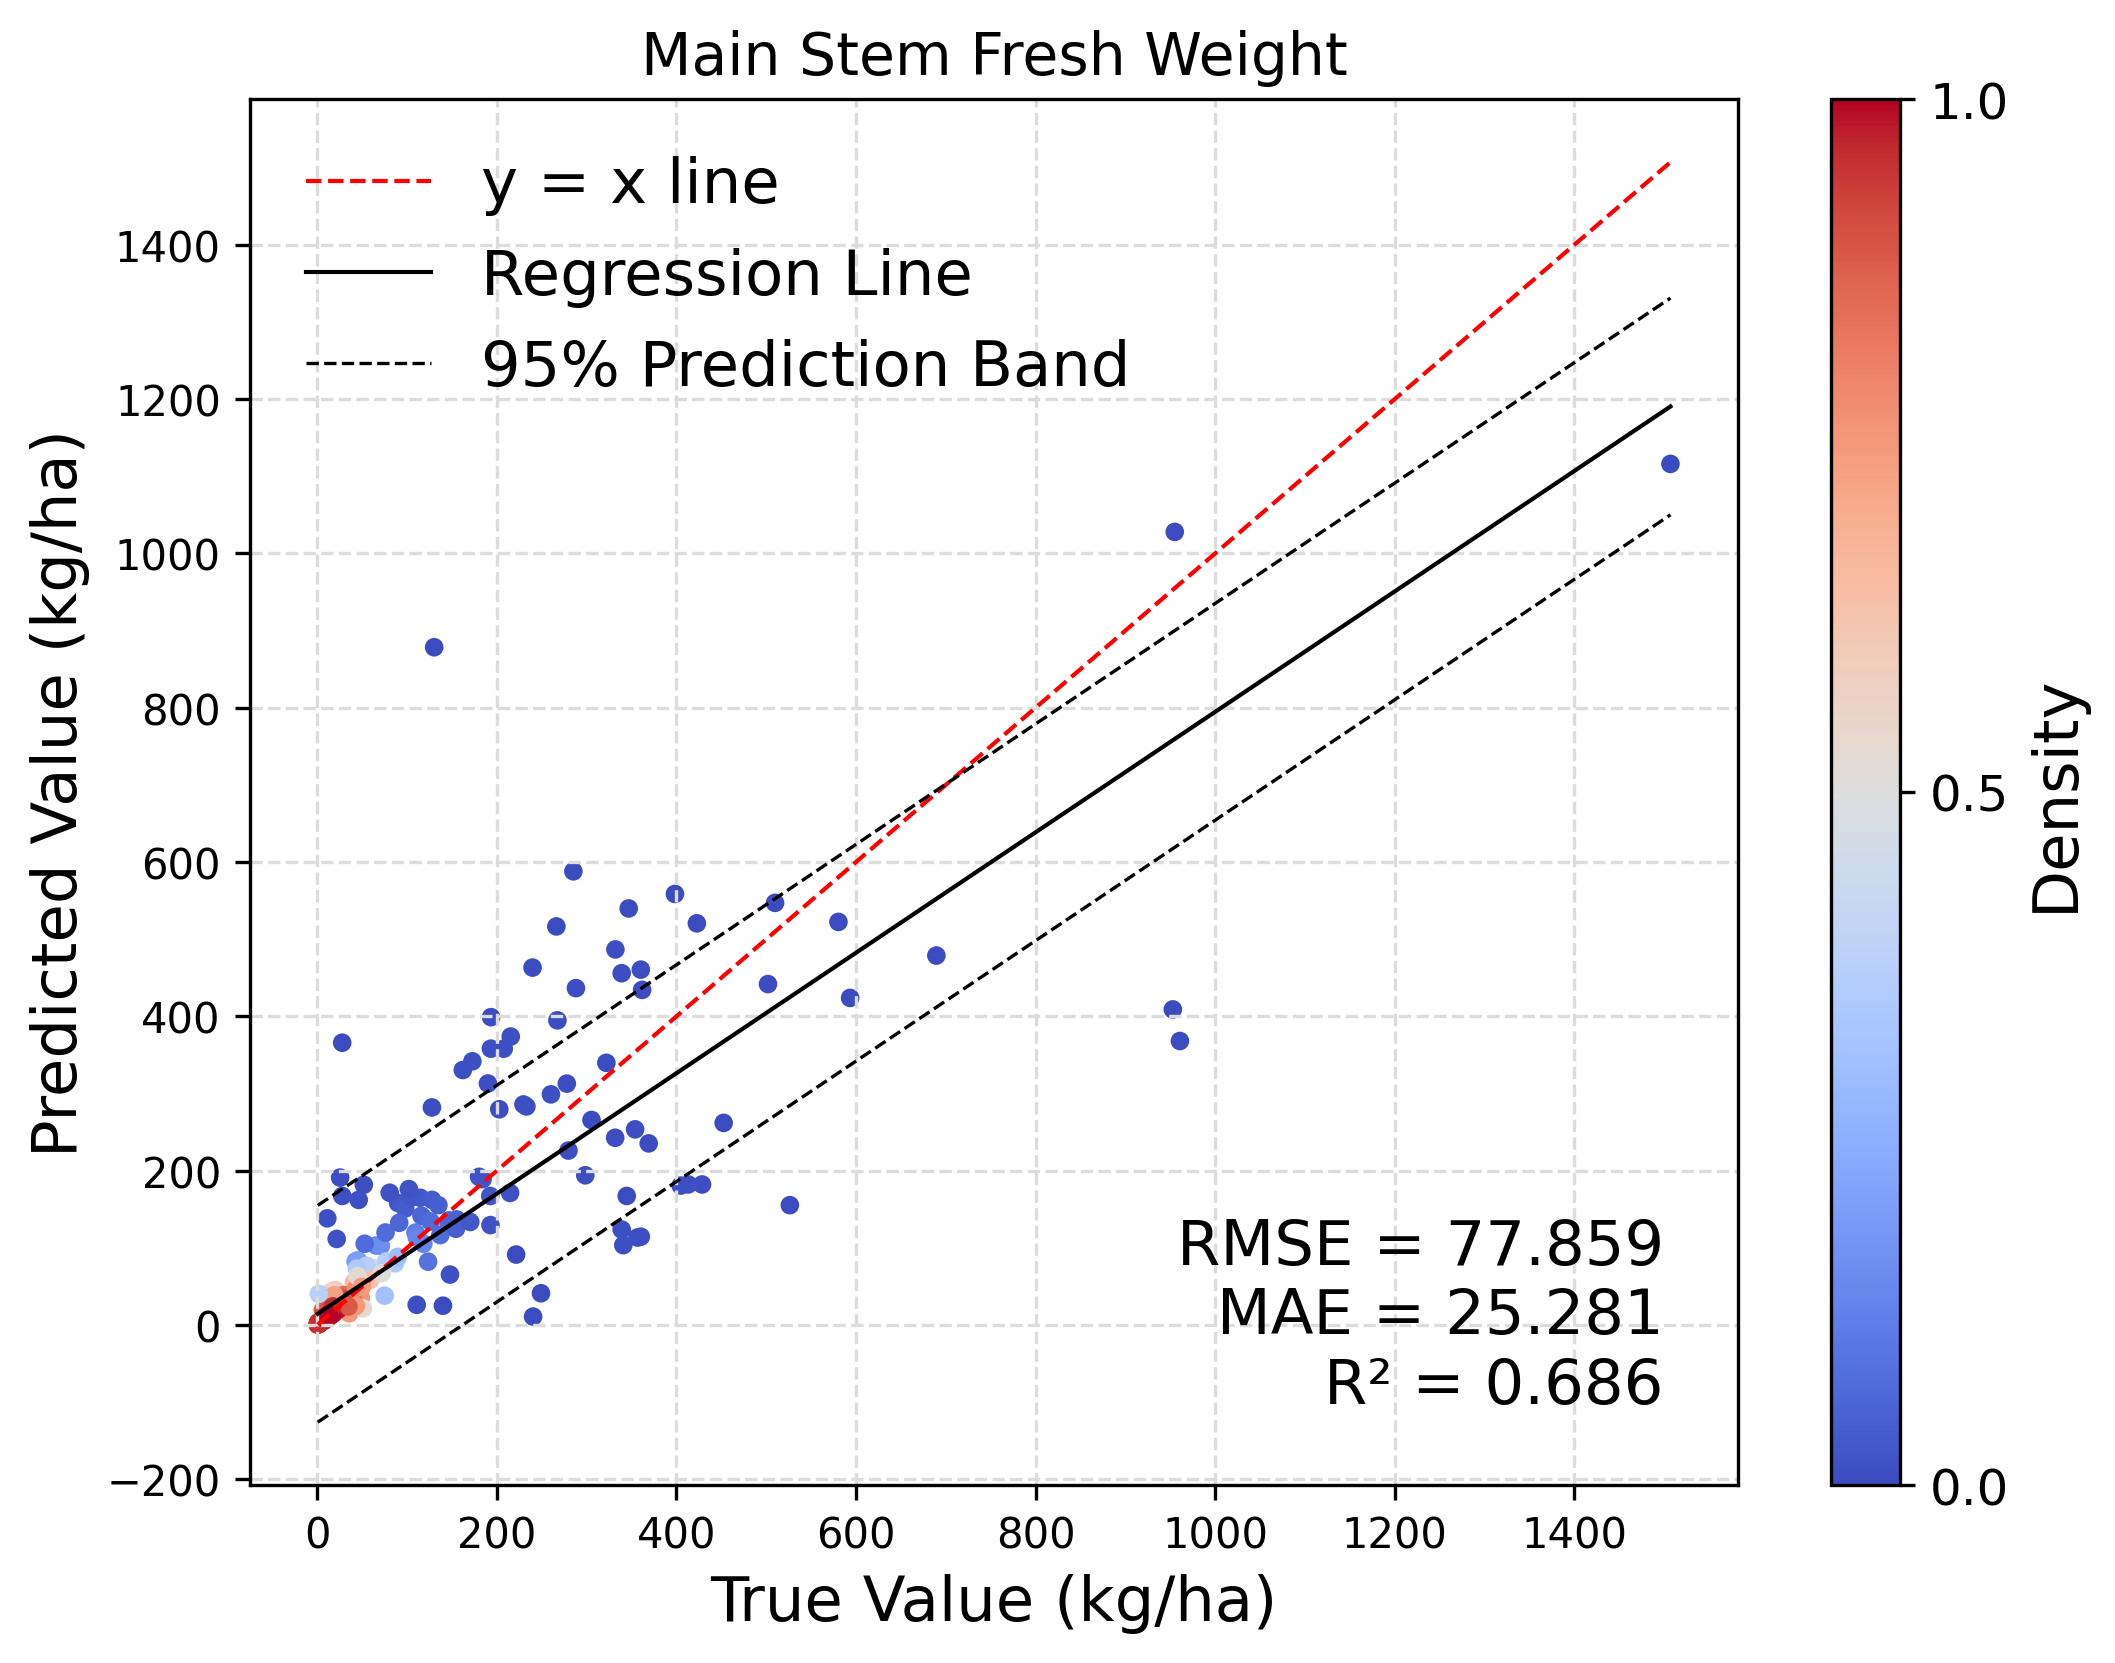 Main Stem Fresh Weight
y = x line
Regression Line
95% Prediction Band
RMSE = 77.859
MAE = 25.281
R² = 0.686
1400
1200
1000
800
600
400
200
0
−200
0 200 400 600 800 1000 1200 1400
True Value (kg/ha)
Predicted Value (kg/ha)
1.0
0.5
0.0
Density